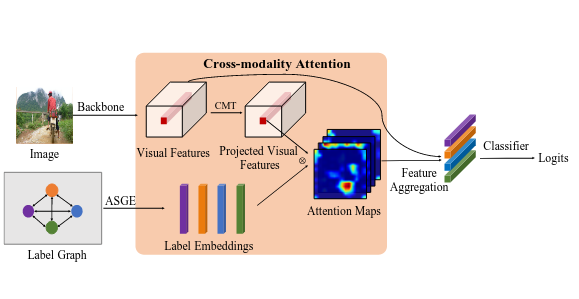 Cross-modality Attention
Backbone
CMT
Image
Visual Features
Projected Visual
Features
⊗
Classifier
Logits
Feature
Aggregation
ASGE
Attention Maps
Label Embeddings
Label Graph